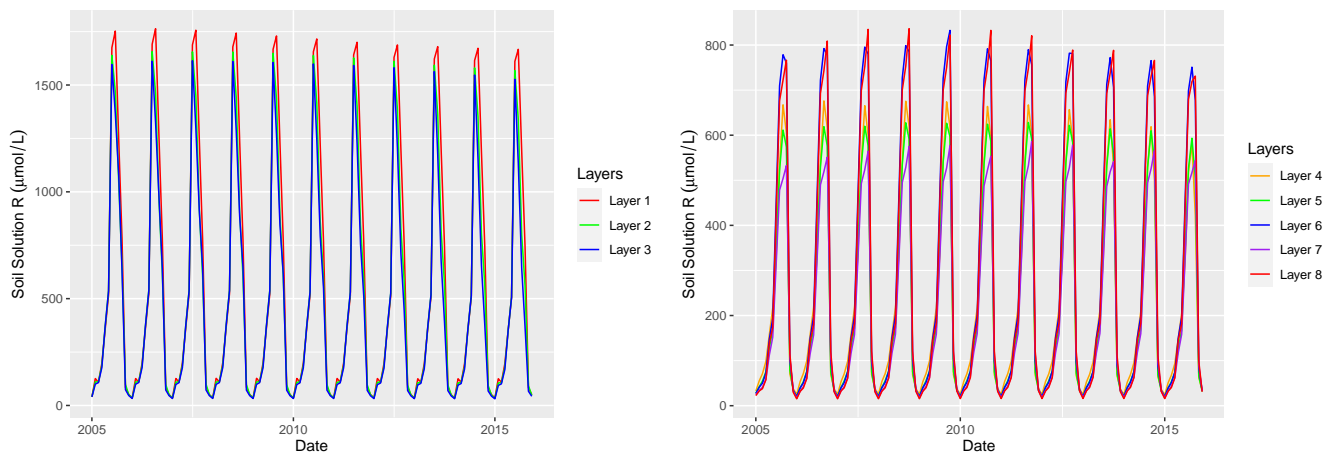 Soil Solution R (μmol/L)
1500
1000
500
0
2005
2010
2015
Date
Layers
Layer 1
Layer 2
Layer 3
Soil Solution R (μmol/L)
800
600
400
200
0
2005
2010
2015
Date
Layers
Layer 4
Layer 5
Layer 6
Layer 7
Layer 8